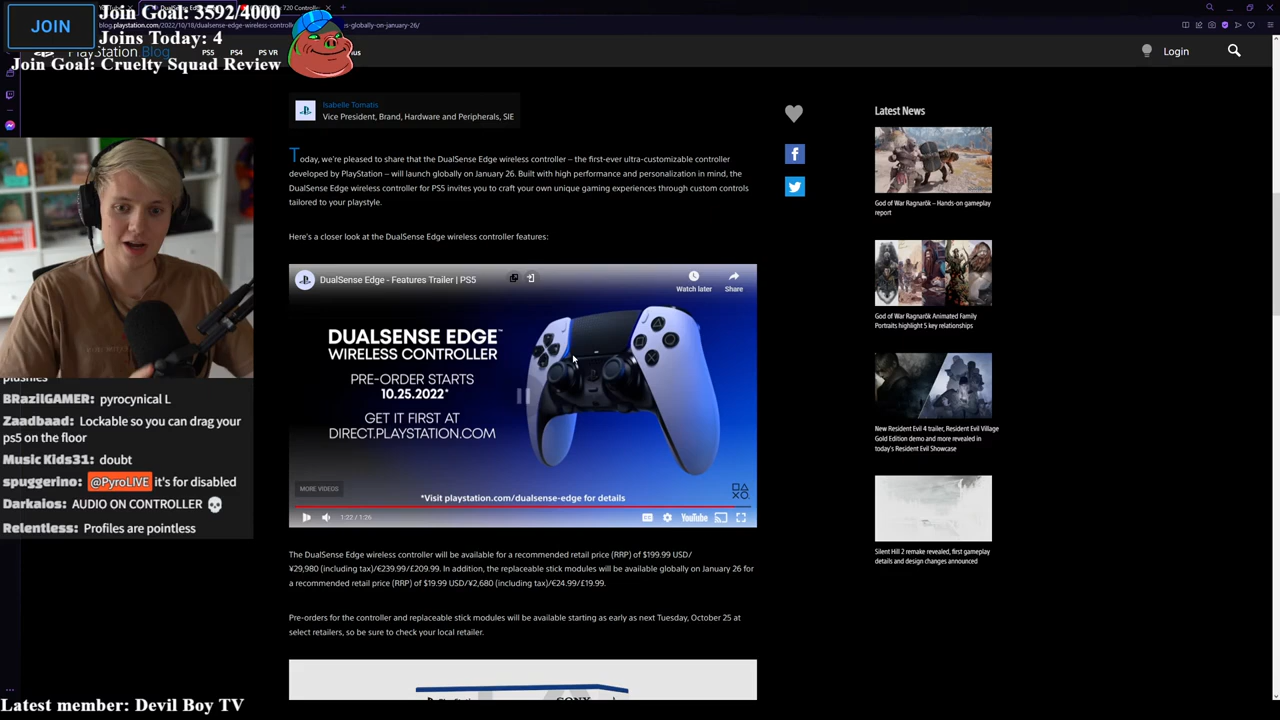 JOIN
Join Goal: 3592/4000
Joins Today: 4
Join Goal: Cruelty Squad Review
720 Controller
blog.playstation.com/2022/10/18/dualsense-edge-wireless-cont
s-globally-on-january-26/
PlayStation Blog
PS5
PS4
PS VR
Plus
Login
Isabelle Tomatis
Vice President, Brand, Hardware and Peripherals, SIE
Today, we're pleased to share that the DualSense Edge wireless controller – the first-ever ultra-customizable controller
developed by PlayStation – will launch globally on January 26. Built with high performance and personalization in mind, the
DualSense Edge wireless controller for PS5 invites you to craft your own unique gaming experiences through custom controls
tailored to your playstyle.
Here's a closer look at the DualSense Edge wireless controller features:
DualSense Edge - Features Trailer | PS5
Watch later
Share
DUALSENSE EDGE™
WIRELESS CONTROLLER
PRE-ORDER STARTS
10.25.2022*
GET IT FIRST AT
DIRECT.PLAYSTATION.COM
MORE VIDEOS
*Visit playstation.com/dualsense-edge for details
1:22 / 1:26
YouTube
The DualSense Edge wireless controller will be available for a recommended retail price (RRP) of $199.99 USD/
¥29,980 (including tax)/€239.99/£209.99. In addition, the replaceable stick modules will be available globally on January 26 for
a recommended retail price (RRP) of $19.99 USD/¥2,680 (including tax)/€24.99/£19.99.
Pre-orders for the controller and replaceable stick modules will be available starting as early as next Tuesday, October 25 at
select retailers, so be sure to check your local retailer.
SONY
Latest News
God of War Ragnarök – Hands-on gameplay
report
God of War Ragnarök Animated Family
Portraits highlight 5 key relationships
New Resident Evil 4 trailer, Resident Evil Village
Gold Edition demo and more revealed in
today's Resident Evil Showcase
Silent Hill 2 remake revealed, first gameplay
details and design changes announced
plushies
BRazilGAMER: pyrocynical L
Zaadbaad: Lockable so you can drag your
ps5 on the floor
Music Kids31: doubt
spuggerino: @PyroLIVE it's for disabled
Darkaios: AUDIO ON CONTROLLER 💀
Relentless: Profiles are pointless
Latest member: Devil Boy TV